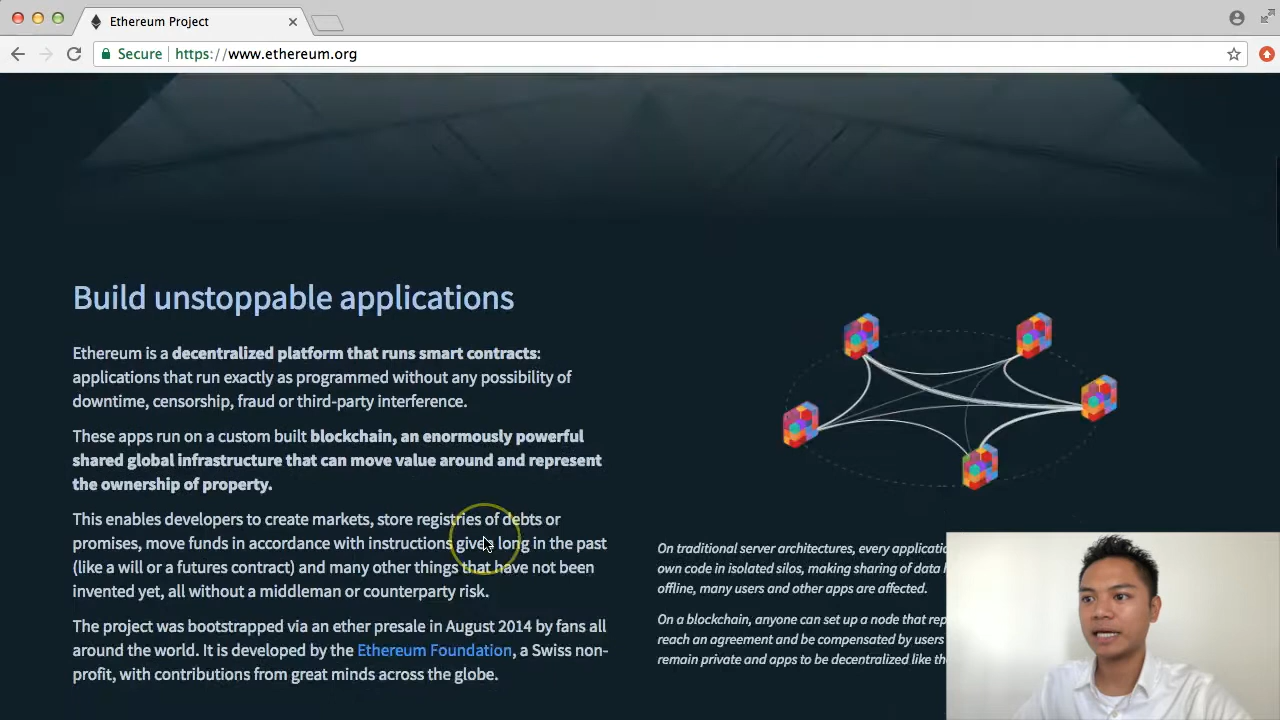 Ethereum Project
Secure
https://www.ethereum.org
Build unstoppable applications
Ethereum is a decentralized platform that runs smart contracts:
applications that run exactly as programmed without any possibility of
downtime, censorship, fraud or third-party interference.
These apps run on a custom built blockchain, an enormously powerful
shared global infrastructure that can move value around and represent
the ownership of property.
This enables developers to create markets, store registries of debts or
promises, move funds in accordance with instructions given long in the past
(like a will or a futures contract) and many other things that have not been
invented yet, all without a middleman or counterparty risk.
The project was bootstrapped via an ether presale in August 2014 by fans all
around the world. It is developed by the Ethereum Foundation, a Swiss non-
profit, with contributions from great minds across the globe.
On traditional server architectures, every
own code in isolated silos, making sharing of data
offline, many users and other apps are affected.
On a blockchain, anyone can set up a node that
reach an agreement and be compensated by users
remain private and apps to be decentralized like